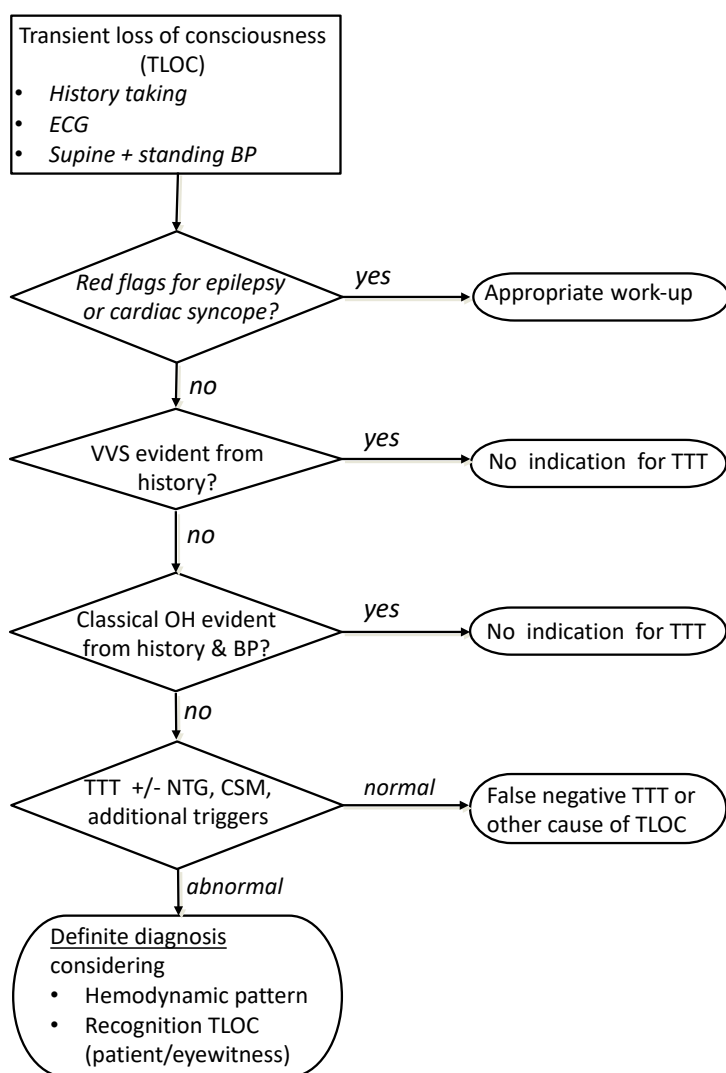 Transient loss of consciousness
(TLOC)
• History taking
• ECG
• Supine + standing BP
Red flags for epilepsy
or cardiac syncope?
yes
Appropriate work-up
no
VVS evident from
history?
yes
No indication for TTT
no
Classical OH evident
from history & BP?
yes
No indication for TTT
no
TTT +/- NTG, CSM,
additional triggers
normal
False negative TTT or
other cause of TLOC
abnormal
Definite diagnosis
considering
• Hemodynamic pattern
• Recognition TLOC
(patient/eyewitness)